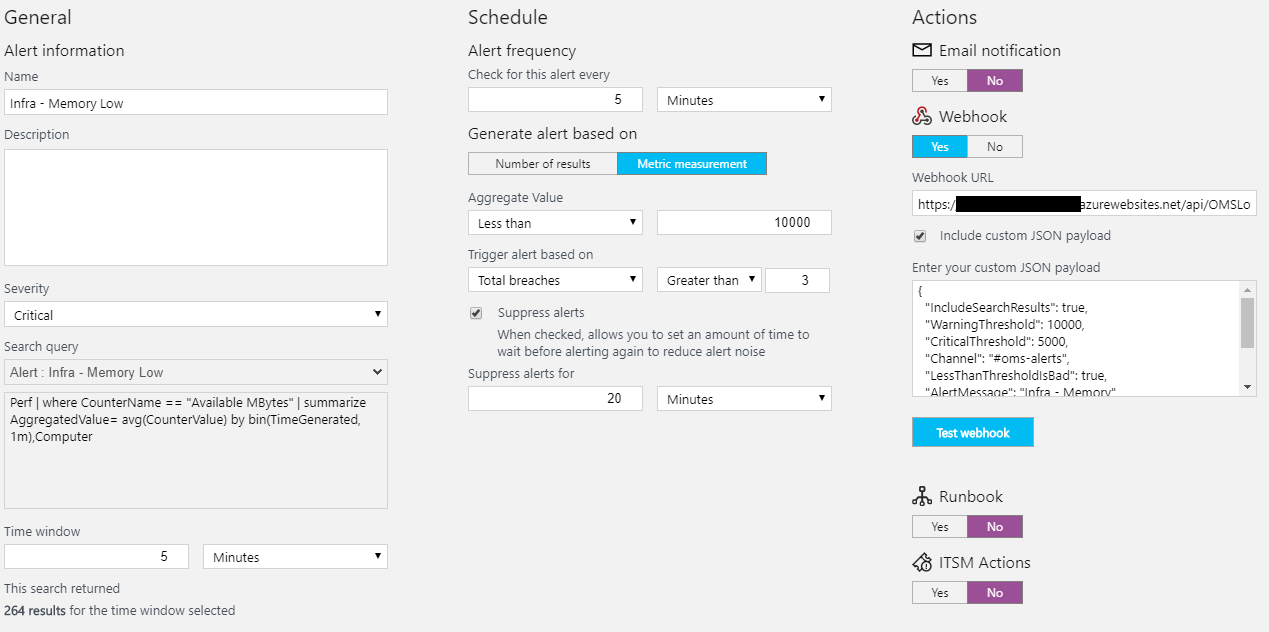 General
Alert information
Name
Infra - Memory Low
Description
Severity
Critical
Search query
Alert : Infra - Memory Low
Perf | where CounterName == "Available MBytes" | summarize
AggregatedValue= avg(CounterValue) by bin(TimeGenerated,
1m),Computer
Time window
5 Minutes
This search returned
264 results for the time window selected
Schedule
Alert frequency
Check for this alert every
5 Minutes
Generate alert based on
Number of results Metric measurement
Aggregate Value
Less than 10000
Trigger alert based on
Total breaches Greater than 3
Suppress alerts
When checked, allows you to set an amount of time to
wait before alerting again to reduce alert noise
Suppress alerts for
20 Minutes
Actions
Email notification
Yes No
Webhook
Yes No
Webhook URL
https:/ azurewebsites.net/api/OMSLo
Include custom JSON payload
Enter your custom JSON payload
{
"IncludeSearchResults": true,
"WarningThreshold": 10000,
"CriticalThreshold": 5000,
"Channel": "#oms-alerts",
"LessThanThresholdIsBad": true,
"AlertMessage": "Infra - Memory"
Test webhook
Runbook
Yes No
ITSM Actions
Yes No